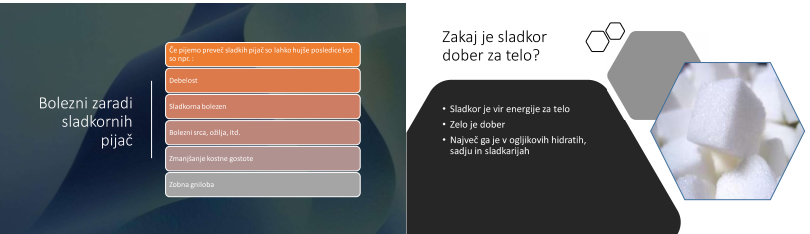 Bolezni zaradi
sladkornih
pijač
Če pijemo preveč sladkih pijač so lahko hujše posledice kot
so npr. :
Debelost
Sladkorna bolezen
Bolezni srca, ožilja, itd.
Zmanjšanje kostne gostote
Zobna gniloba
Zakaj je sladkor
dober za telo?
• Sladkor je vir energije za telo
• Zelo je dober
• Največ ga je v ogljikovih hidratih,
sadju in sladkarijah